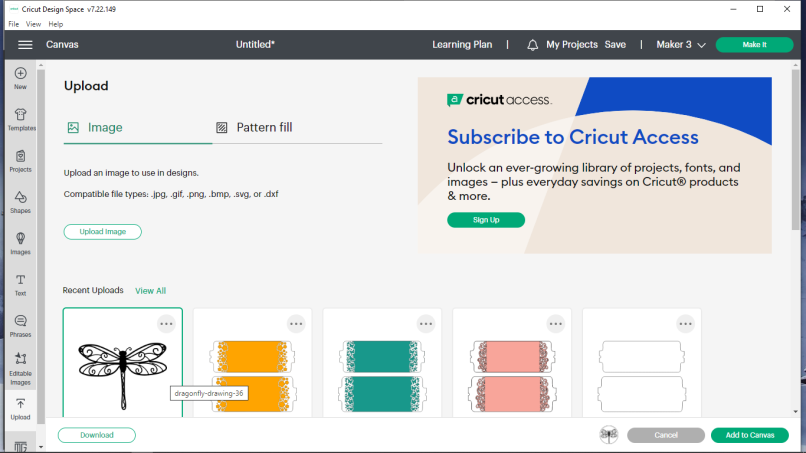 Cricut Design Space v7.22.149
File View Help
Canvas
Untitled*
Learning Plan | My Projects Save | Maker 3
Make It
New
Templates
Projects
Shapes
Images
Text
Phrases
Editable
Images
Upload
Upload
Image
Pattern fill
Upload an image to use in designs.
Compatible file types: .jpg, .gif, .png, .bmp, .svg, or .dxf
Upload Image
a cricut access.
Subscribe to Cricut Access
Unlock an ever-growing library of projects, fonts, and
images – plus everyday savings on Cricut® products
& more.
Sign Up
Recent Uploads View All
dragonfly-drawing-36
Download
Cancel
Add to Canvas